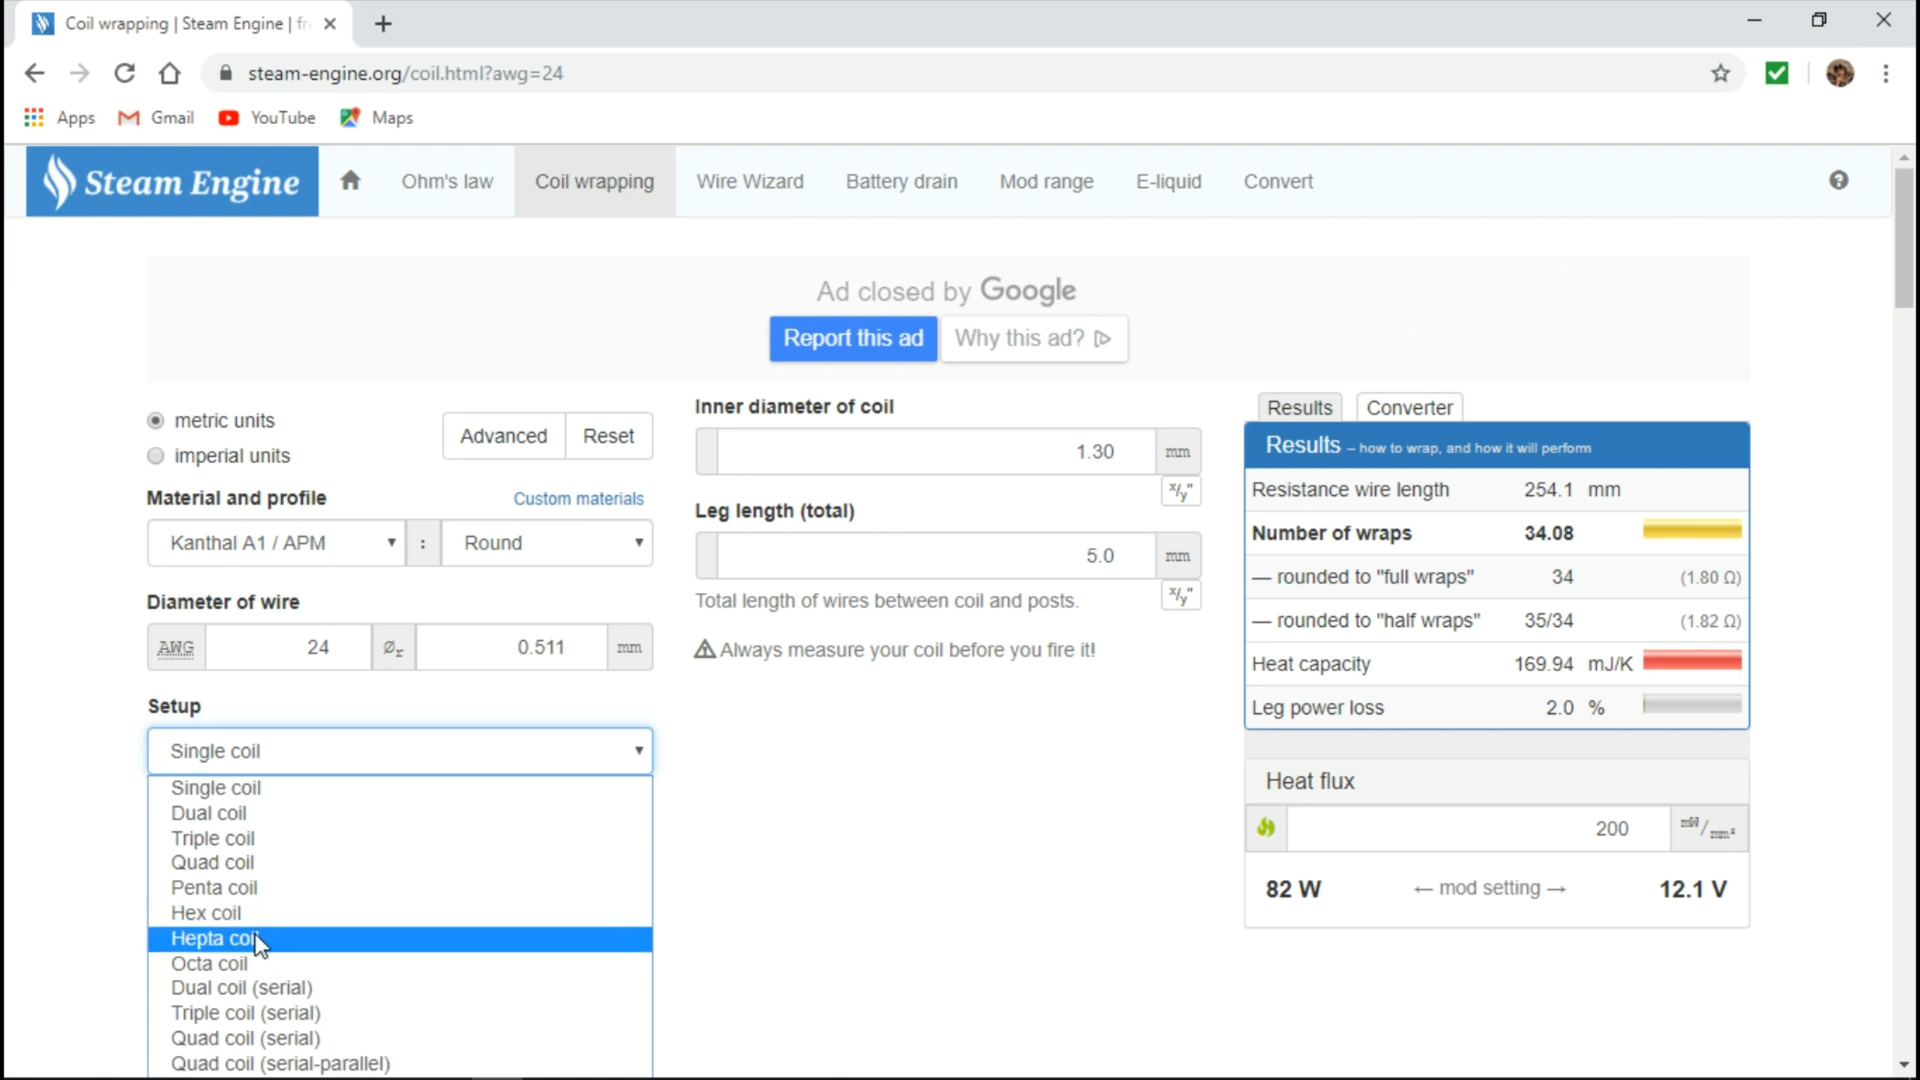 Coil wrapping | Steam Engine | fr
steam-engine.org/coil.html?awg=24
Apps Gmail YouTube Maps
Steam Engine Ohm's law Coil wrapping Wire Wizard Battery drain Mod range E-liquid Convert
Ad closed by Google
Report this ad Why this ad?
metric units
imperial units
Advanced Reset
Material and profile Custom materials
Kanthal A1 / APM : Round
Diameter of wire
AWG 24 Ør 0.511 mm
Setup
Single coil
Single coil
Dual coil
Triple coil
Quad coil
Penta coil
Hex coil
Hepta coil
Octa coil
Dual coil (serial)
Triple coil (serial)
Quad coil (serial)
Quad coil (serial-parallel)
Inner diameter of coil
1.30 mm
x/y"
Leg length (total)
5.0 mm
x/y"
Total length of wires between coil and posts.
Always measure your coil before you fire it!
Results Converter
Results – how to wrap, and how it will perform
Resistance wire length 254.1 mm
Number of wraps 34.08
— rounded to "full wraps" 34 (1.80 Ω)
— rounded to "half wraps" 35/34 (1.82 Ω)
Heat capacity 169.94 mJ/K
Leg power loss 2.0 %
Heat flux
200 mW/mm²
82 W ← mod setting → 12.1 V